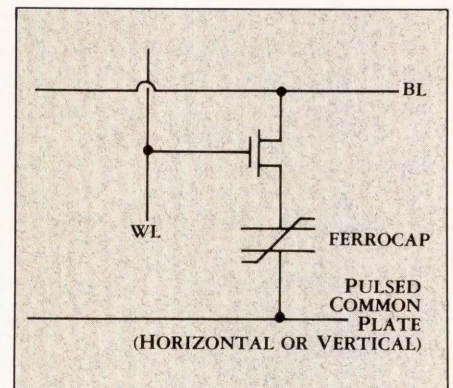 BL
WL
FERROCAP
PULSED
COMMON
PLATE
(HORIZONTAL OR VERTICAL)